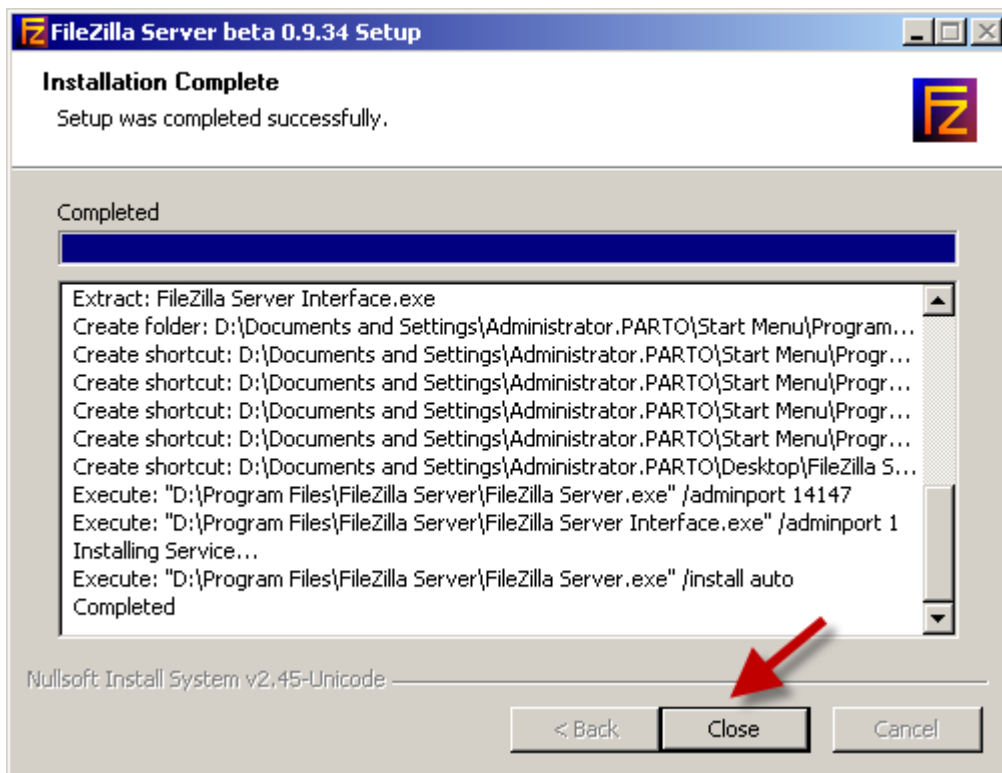 FileZilla Server beta 0.9.34 Setup
Installation Complete
Setup was completed successfully.
FZ
Completed
Extract: FileZilla Server Interface.exe
Create folder: D:\Documents and Settings\Administrator.PARTO\Start Menu\Program...
Create shortcut: D:\Documents and Settings\Administrator.PARTO\Start Menu\Progr...
Create shortcut: D:\Documents and Settings\Administrator.PARTO\Start Menu\Progr...
Create shortcut: D:\Documents and Settings\Administrator.PARTO\Start Menu\Progr...
Create shortcut: D:\Documents and Settings\Administrator.PARTO\Start Menu\Progr...
Create shortcut: D:\Documents and Settings\Administrator.PARTO\Desktop\FileZilla S...
Execute: "D:\Program Files\FileZilla Server\FileZilla Server.exe" /adminport 14147
Execute: "D:\Program Files\FileZilla Server\FileZilla Server Interface.exe" /adminport 1
Installing Service...
Execute: "D:\Program Files\FileZilla Server\FileZilla Server.exe" /install auto
Completed
Nullsoft Install System v2.45-Unicode
< Back Close Cancel